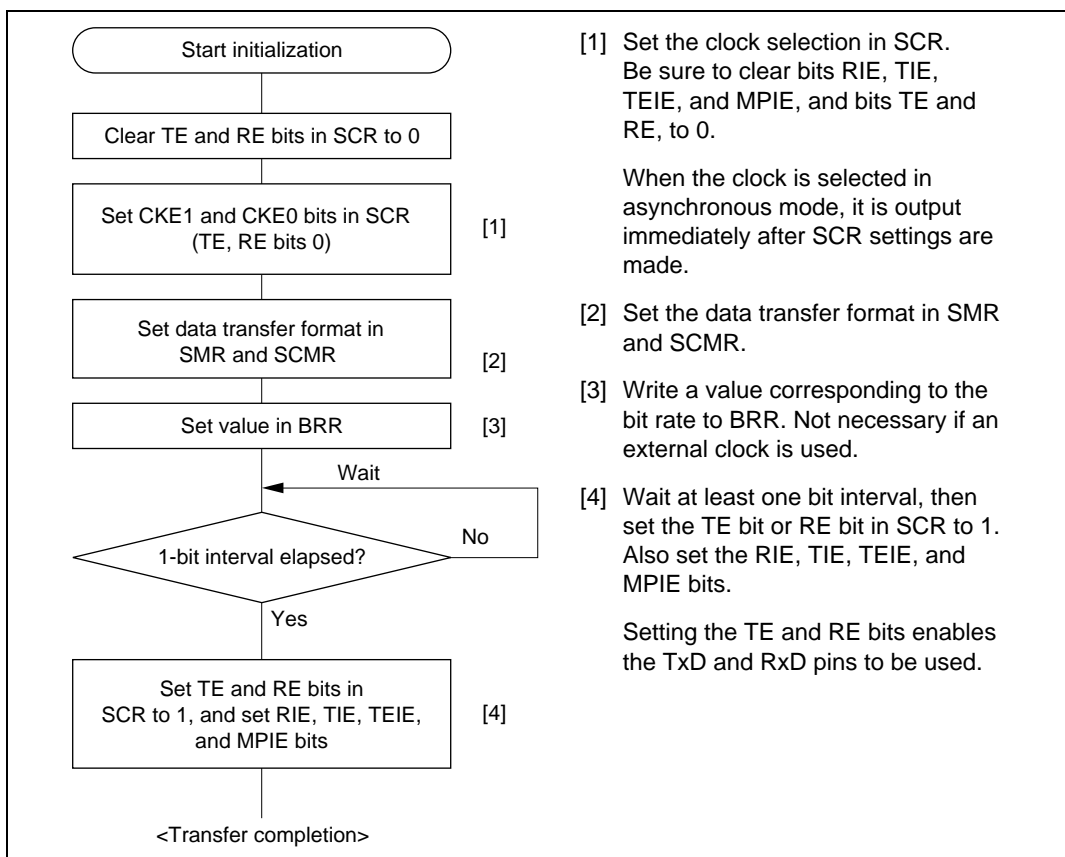 Start initialization
Clear TE and RE bits in SCR to 0
Set CKE1 and CKE0 bits in SCR
(TE, RE bits 0)
[1]
Set data transfer format in
SMR and SCMR
[2]
Set value in BRR
[3]
Wait
No
1-bit interval elapsed?
Yes
Set TE and RE bits in
SCR to 1, and set RIE, TIE, TEIE,
and MPIE bits
[4]
<Transfer completion>
[1] Set the clock selection in SCR.
Be sure to clear bits RIE, TIE,
TEIE, and MPIE, and bits TE and
RE, to 0.
When the clock is selected in
asynchronous mode, it is output
immediately after SCR settings are
made.
[2] Set the data transfer format in SMR
and SCMR.
[3] Write a value corresponding to the
bit rate to BRR. Not necessary if an
external clock is used.
[4] Wait at least one bit interval, then
set the TE bit or RE bit in SCR to 1.
Also set the RIE, TIE, TEIE, and
MPIE bits.
Setting the TE and RE bits enables
the TxD and RxD pins to be used.